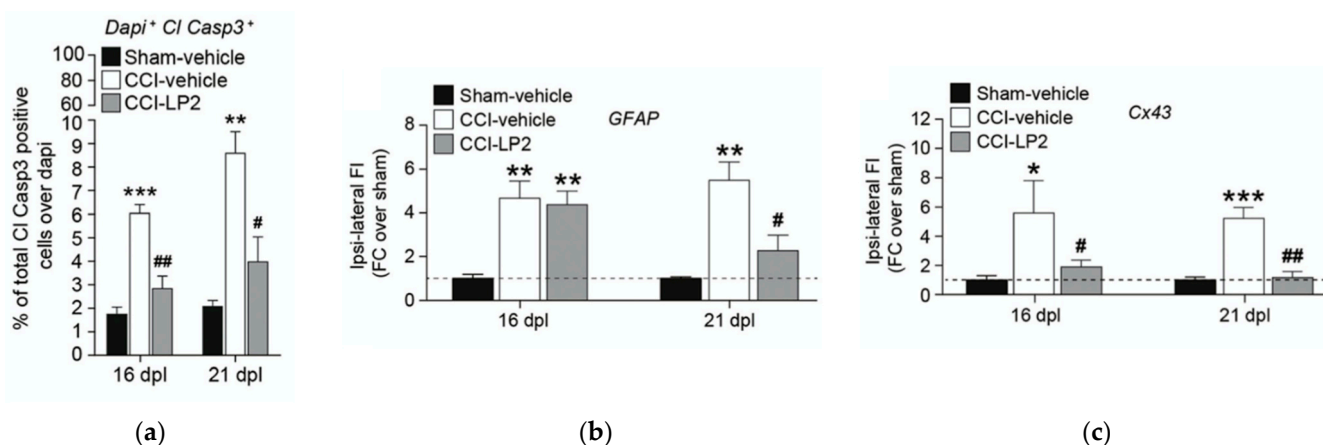 Dapi⁺ Cl Casp3⁺
Sham-vehicle
CCI-vehicle
CCI-LP2
% of total Cl Casp3 positive
cells over dapi
100
80
60
10
9
8
7
6
5
4
3
2
1
0
***
##
**
#
16 dpl
21 dpl
(a)
Sham-vehicle
CCI-vehicle
CCI-LP2
GFAP
Ipsi-lateral FI
(FC over sham)
8
6
4
2
0
**
**
**
#
16 dpl
21 dpl
(b)
Sham-vehicle
CCI-vehicle
CCI-LP2
Cx43
Ipsi-lateral FI
(FC over sham)
12
10
8
6
4
2
0
*
#
***
##
16 dpl
21 dpl
(c)